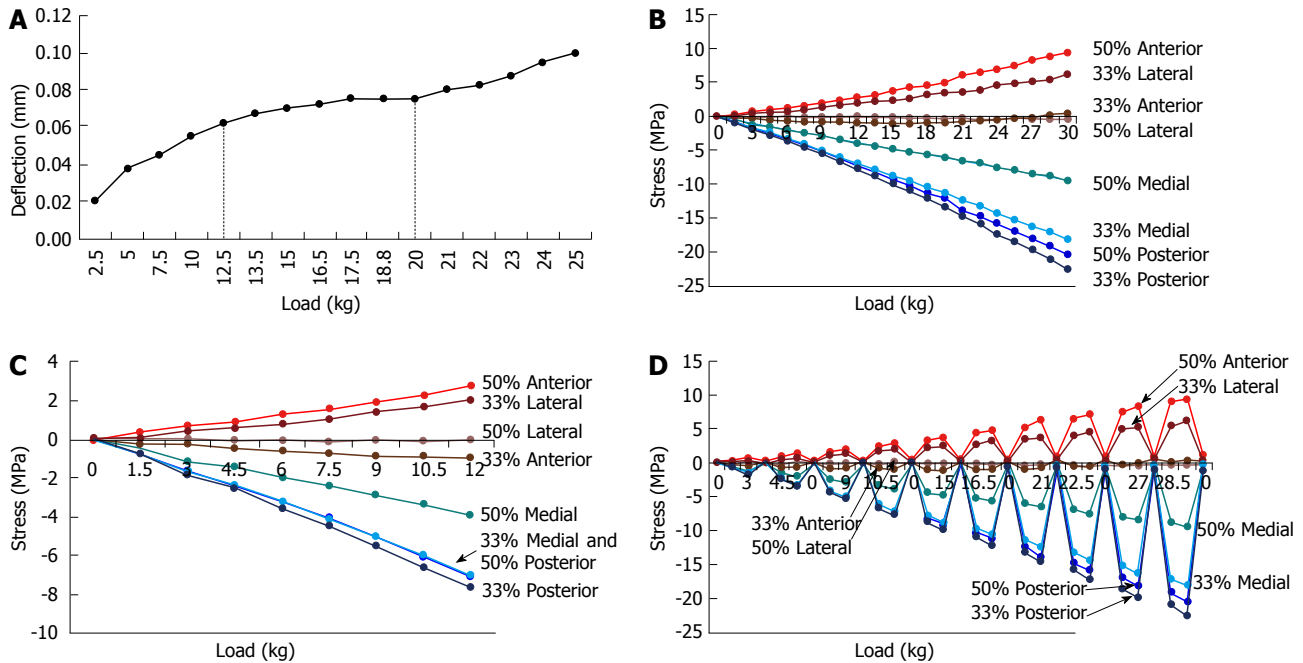 A
0.12
0.10
0.08
0.06
0.04
0.02
0.00
Deflection (mm)
2.5 5 7.5 10 12.5 13.5 15 16.5 17.5 18.8 20 21 22 23 24 25
Load (kg)
B
15
10
5
0
-5
-10
-15
-20
-25
Stress (MPa)
0 3 6 9 12 15 18 21 24 27 30
50% Anterior
33% Lateral
33% Anterior
50% Lateral
50% Medial
33% Medial
50% Posterior
33% Posterior
Load (kg)
C
4
2
0
-2
-4
-6
-8
-10
Stress (MPa)
0 1.5 3 4.5 6 7.5 9 10.5 12
50% Anterior
33% Lateral
50% Lateral
33% Anterior
50% Medial
33% Medial and
50% Posterior
33% Posterior
Load (kg)
D
15
10
5
0
-5
-10
-15
-20
-25
Stress (MPa)
0 3 4.5 9 10.5 0 15 16.5 0 21 22.5 0 27 28.5 0
50% Anterior
33% Lateral
33% Anterior
50% Lateral
50% Medial
33% Medial
50% Posterior
33% Posterior
Load (kg)